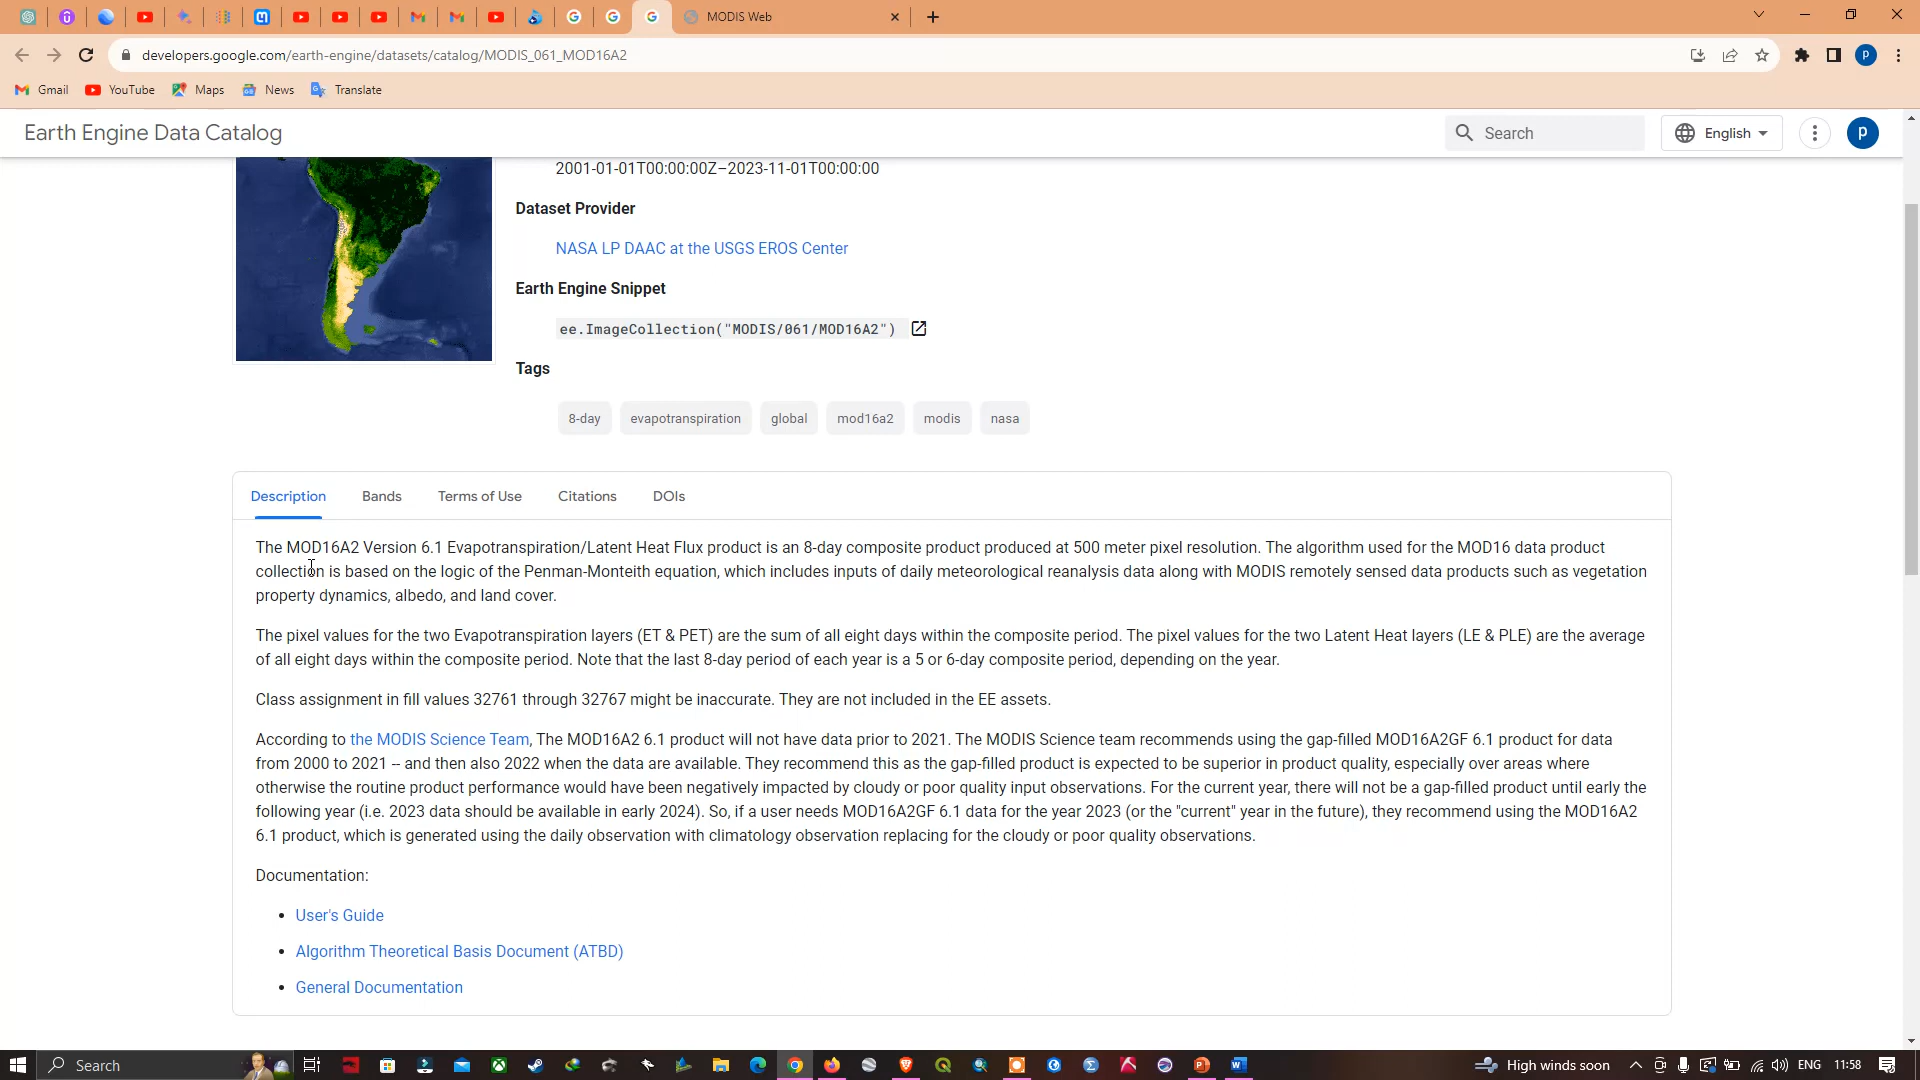 MODIS Web
developers.google.com/earth-engine/datasets/catalog/MODIS_061_MOD16A2
P
Gmail YouTube Maps News Translate
Earth Engine Data Catalog Search English P
2001-01-01T00:00:00Z–2023-11-01T00:00:00
Dataset Provider
NASA LP DAAC at the USGS EROS Center
Earth Engine Snippet
ee.ImageCollection("MODIS/061/MOD16A2")
Tags
8-day evapotranspiration global mod16a2 modis nasa
Description Bands Terms of Use Citations DOIs
The MOD16A2 Version 6.1 Evapotranspiration/Latent Heat Flux product is an 8-day composite product produced at 500 meter pixel resolution. The algorithm used for the MOD16 data product
collection is based on the logic of the Penman-Monteith equation, which includes inputs of daily meteorological reanalysis data along with MODIS remotely sensed data products such as vegetation
property dynamics, albedo, and land cover.
The pixel values for the two Evapotranspiration layers (ET & PET) are the sum of all eight days within the composite period. The pixel values for the two Latent Heat layers (LE & PLE) are the average
of all eight days within the composite period. Note that the last 8-day period of each year is a 5 or 6-day composite period, depending on the year.
Class assignment in fill values 32761 through 32767 might be inaccurate. They are not included in the EE assets.
According to the MODIS Science Team, The MOD16A2 6.1 product will not have data prior to 2021. The MODIS Science team recommends using the gap-filled MOD16A2GF 6.1 product for data
from 2000 to 2021 -- and then also 2022 when the data are available. They recommend this as the gap-filled product is expected to be superior in product quality, especially over areas where
otherwise the routine product performance would have been negatively impacted by cloudy or poor quality input observations. For the current year, there will not be a gap-filled product until early the
following year (i.e. 2023 data should be available in early 2024). So, if a user needs MOD16A2GF 6.1 data for the year 2023 (or the "current" year in the future), they recommend using the MOD16A2
6.1 product, which is generated using the daily observation with climatology observation replacing for the cloudy or poor quality observations.
Documentation:
User's Guide
Algorithm Theoretical Basis Document (ATBD)
General Documentation
Search High winds soon ENG 11:58